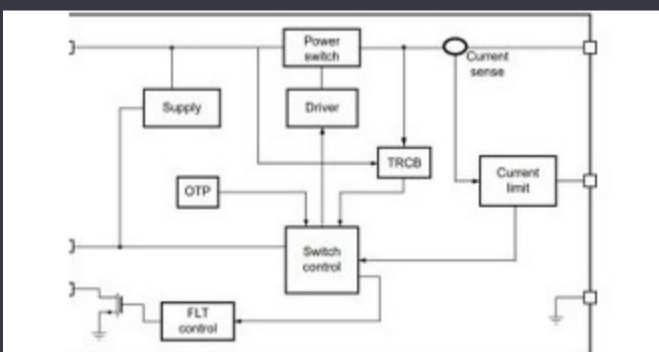 Power
switch
Current
sense
Supply
Driver
TRCB
Current
limit
OTP
Switch
control
FLT
control